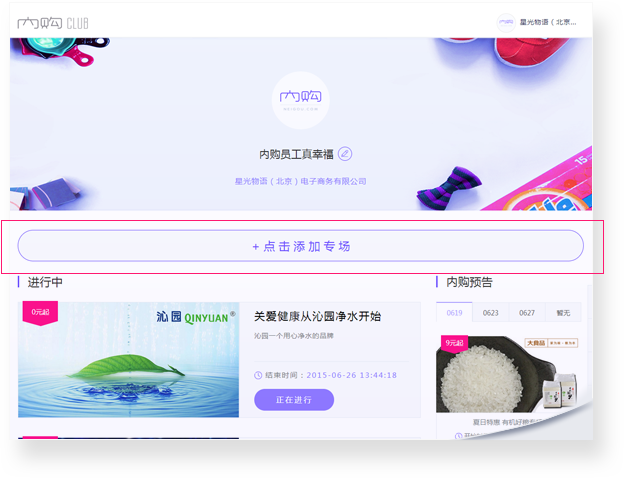 内购 CLUB
内购
星光物语（北京...
内购
NEIGOU.COM
内购员工真幸福
星光物语（北京）电子商务有限公司
+点击添加专场
进行中
0元起
沁园 QINYUAN®
关爱健康从沁园净水开始
沁园一个用心净水的品牌
结束时间：2015-06-26 13:44:18
正在进行
内购预告
0619 0623 0627 暂无
9元起
大食品
夏日特惠 有机好粮
15